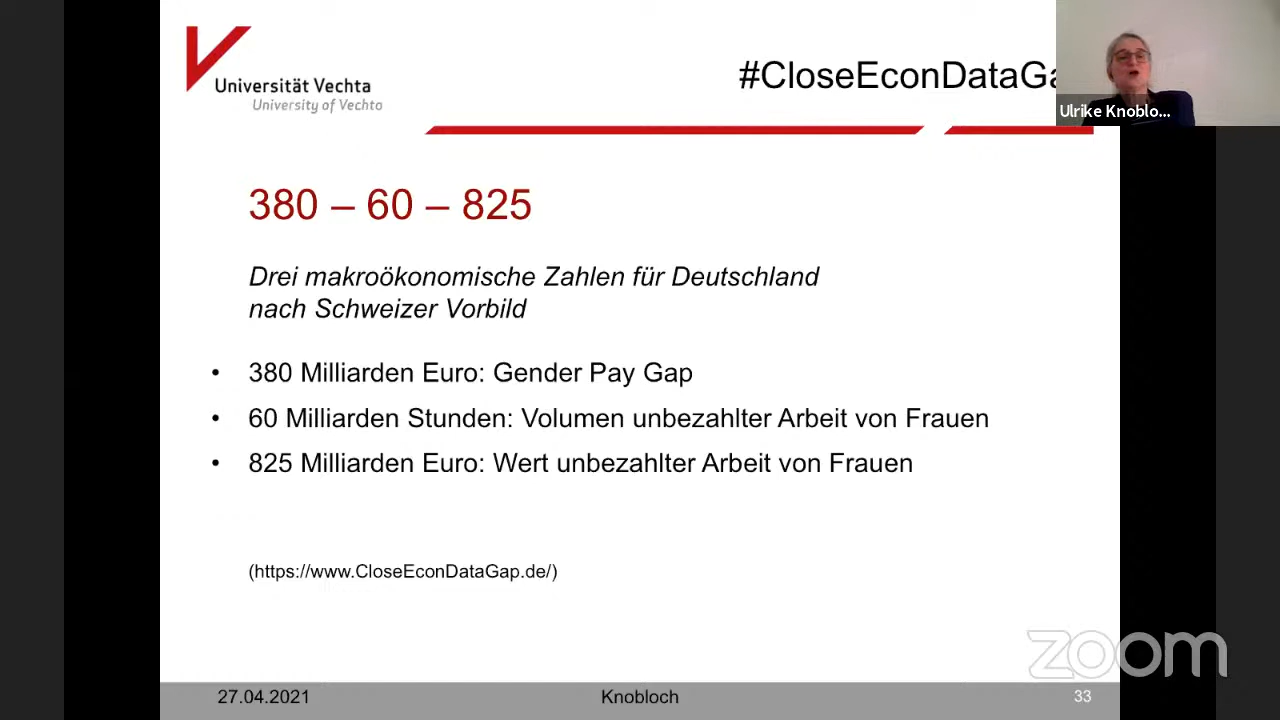 Universität Vechta
University of Vechta
#CloseEconDataGa
Ulrike Knoblo...
380 – 60 – 825
Drei makroökonomische Zahlen für Deutschland
nach Schweizer Vorbild
• 380 Milliarden Euro: Gender Pay Gap
• 60 Milliarden Stunden: Volumen unbezahlter Arbeit von Frauen
• 825 Milliarden Euro: Wert unbezahlter Arbeit von Frauen
(https://www.CloseEconDataGap.de/)
zoom
27.04.2021 Knobloch 33